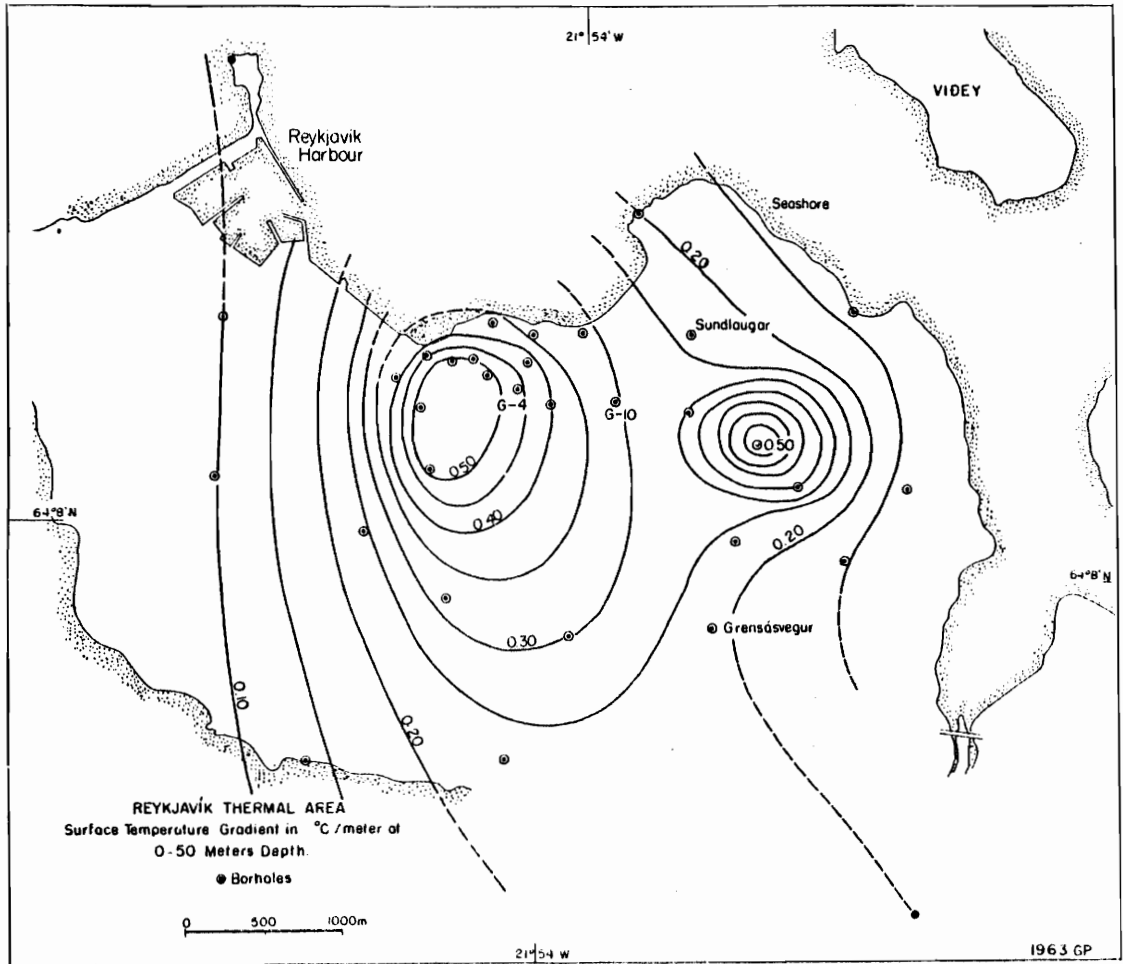 21° 54' W
VIÐEY
Reykjavik
Harbour
Seashore
0.20
Sundlaugar
G-4
G-10
0.50
0.50
64°8' N
0.40
0.20
64°8' N
0.30
Grensásvegur
0.10
0.20
REYKJAVÍK THERMAL AREA
Surface Temperature Gradient in °C/meter at
0-50 Meters Depth.
Boreholes
0 500 1000m
21° 54 W
1963 GP